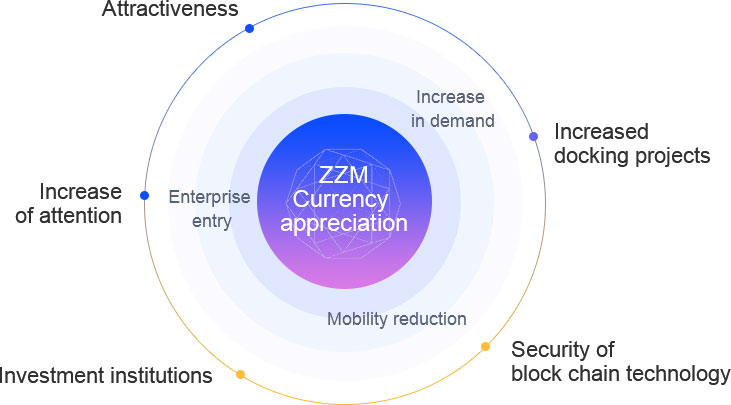 Attractiveness
Increase
in demand
Increased
docking projects
ZZM
Currency
appreciation
Increase
of attention
Enterprise
entry
Mobility reduction
Security of
block chain technology
Investment institutions